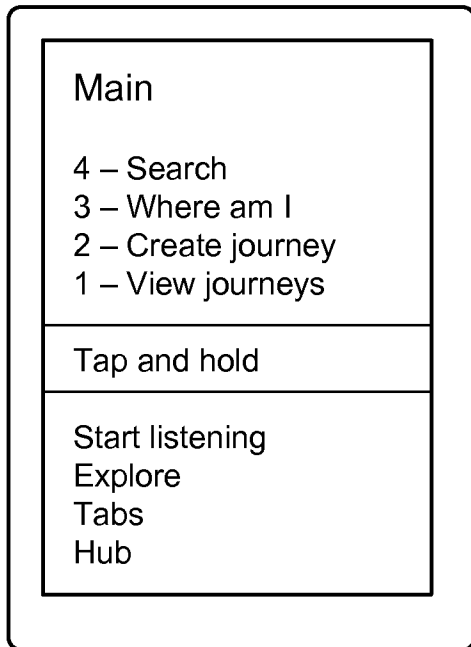 Main
4 – Search
3 – Where am I
2 – Create journey
1 – View journeys
Tap and hold
Start listening
Explore
Tabs
Hub